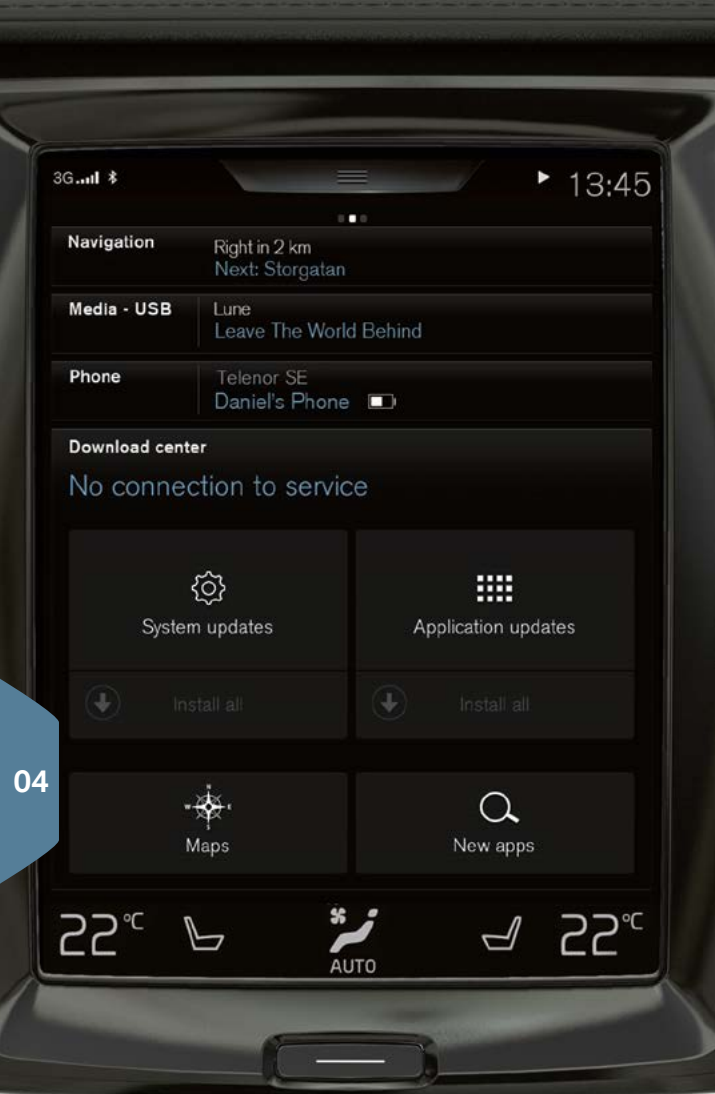 3G
13:45
Navigation
Right in 2 km
Next: Storgatan
Media - USB
Lune
Leave The World Behind
Phone
Telenor SE
Daniel's Phone
Download center
No connection to service
System updates
Application updates
Install all
Install all
04
N
W E
S
Maps
New apps
22°C
22°C
AUTO